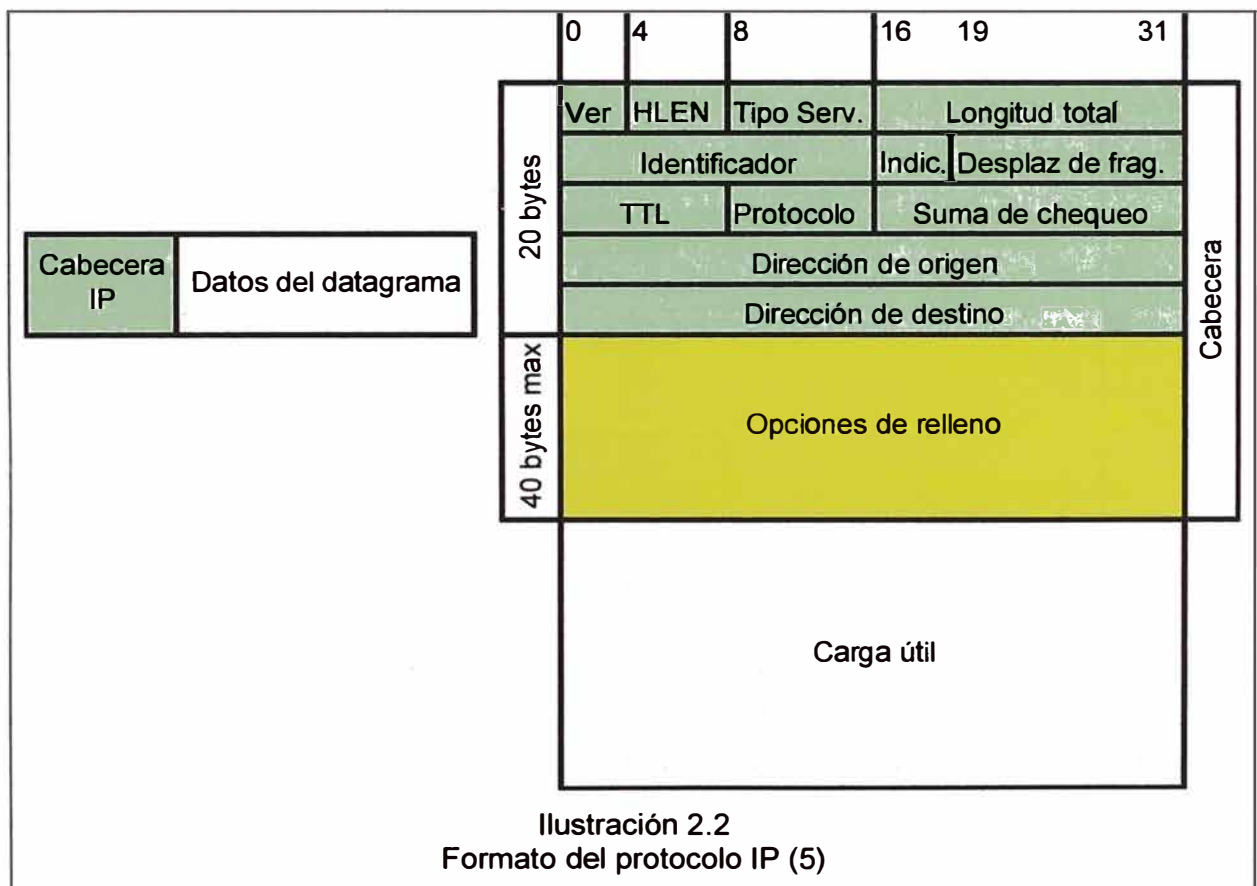 0 4 8 16 19 31
Ver HLEN Tipo Serv. Longitud total
Identificador Indic. Desplaz de frag.
TTL Protocolo Suma de chequeo
Dirección de origen
Dirección de destino
20 bytes
Cabecera
IP
Datos del datagrama
Cabecera
40 bytes max
Opciones de relleno
Carga útil
Ilustración 2.2
Formato del protocolo IP (5)